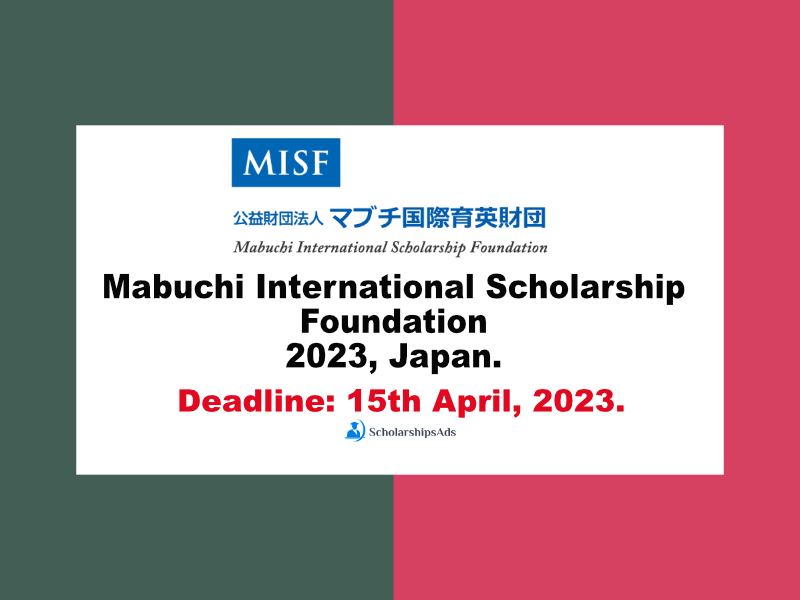 MISF
公益財団法人 マブチ国際育英財団
Mabuchi International Scholarship Foundation
Mabuchi International Scholarship
Foundation
2023, Japan.
Deadline: 15th April, 2023.
ScholarshipsAds